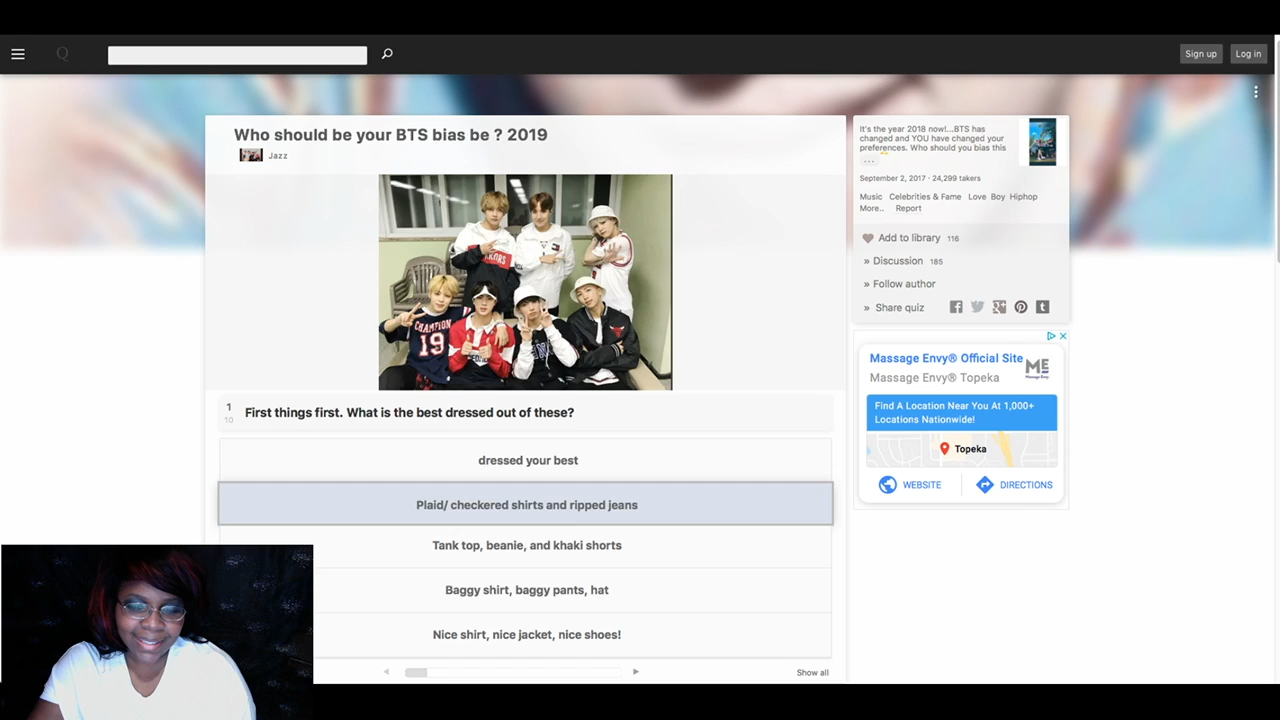 Q
Sign up
Log in
Who should be your BTS bias be ? 2019
Jazz
1
10
First things first. What is the best dressed out of these?
dressed your best
Plaid/ checkered shirts and ripped jeans
Tank top, beanie, and khaki shorts
Baggy shirt, baggy pants, hat
Nice shirt, nice jacket, nice shoes!
Show all
It's the year 2018 now!...BTS has
changed and YOU have changed your
preferences. Who should you bias this
...
September 2, 2017 · 24,299 takers
Music Celebrities & Fame Love Boy Hiphop
More.. Report
Add to library 116
» Discussion 185
» Follow author
» Share quiz
Massage Envy® Official Site
Massage Envy® Topeka
ME
Find A Location Near You At 1,000+
Locations Nationwide!
Topeka
WEBSITE
DIRECTIONS
CHAMPION
19